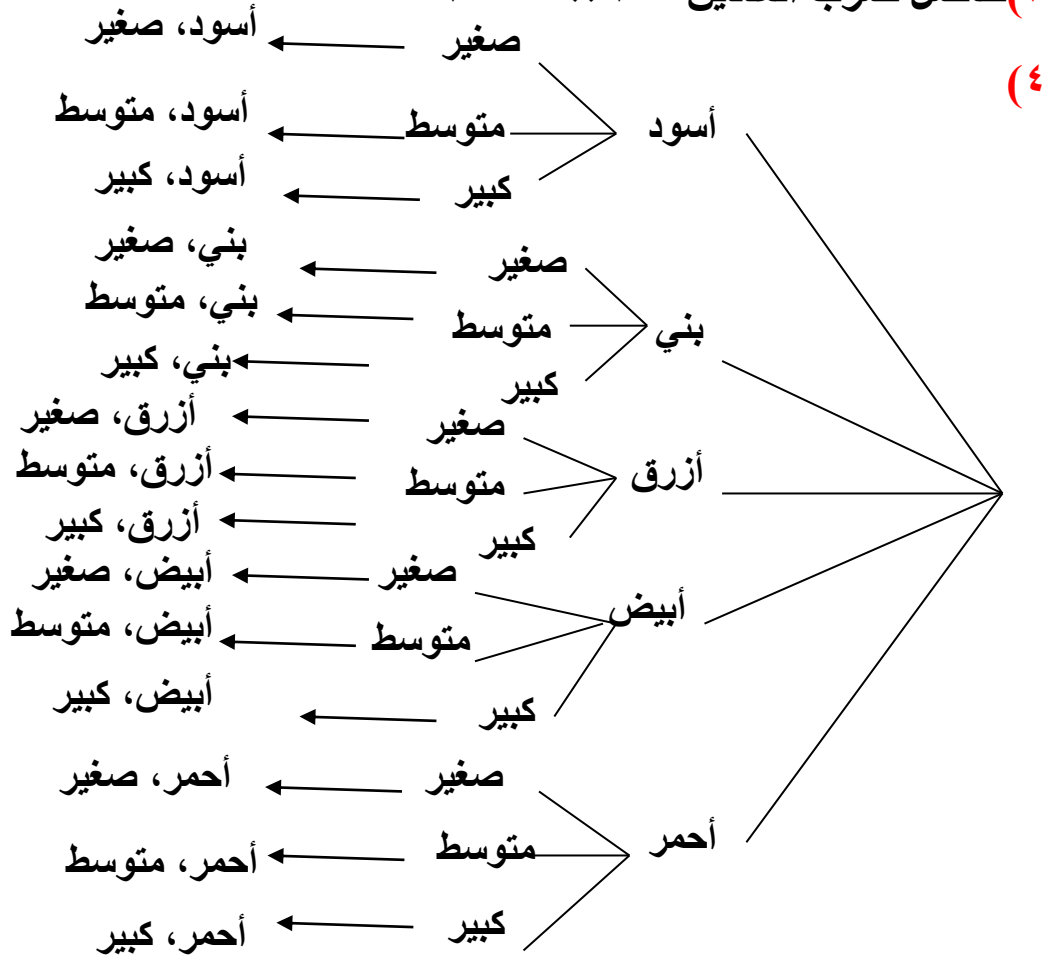 ٤)
أسود
صغير
أسود، صغير
متوسط
أسود، متوسط
كبير
أسود، كبير
بني
صغير
بني، صغير
متوسط
بني، متوسط
كبير
بني، كبير
أزرق
صغير
أزرق، صغير
متوسط
أزرق، متوسط
كبير
أزرق، كبير
أبيض
صغير
أبيض، صغير
متوسط
أبيض، متوسط
كبير
أبيض، كبير
أحمر
صغير
أحمر، صغير
متوسط
أحمر، متوسط
كبير
أحمر، كبير